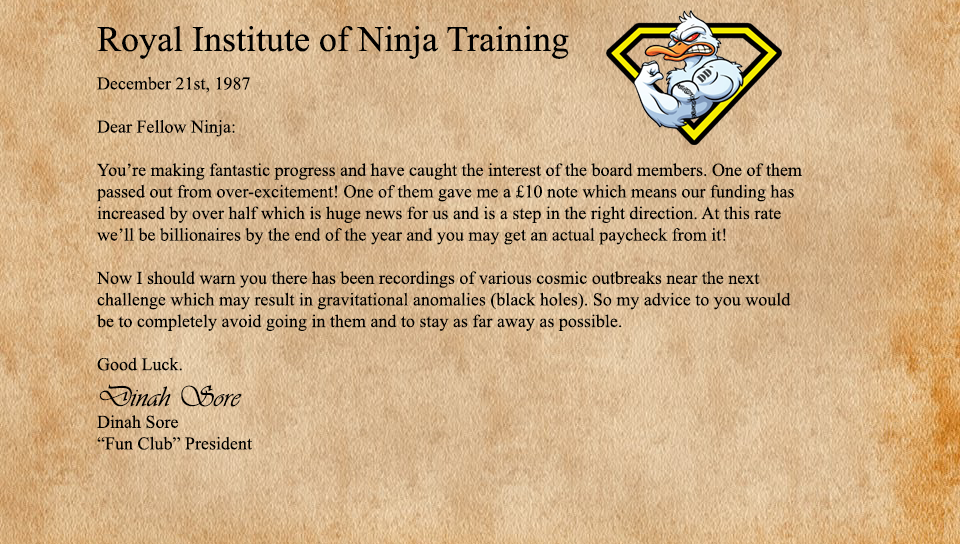 Royal Institute of Ninja Training
DD
December 21st, 1987
Dear Fellow Ninja:
You’re making fantastic progress and have caught the interest of the board members. One of them
passed out from over-excitement! One of them gave me a £10 note which means our funding has
increased by over half which is huge news for us and is a step in the right direction. At this rate
we’ll be billionaires by the end of the year and you may get an actual paycheck from it!
Now I should warn you there has been recordings of various cosmic outbreaks near the next
challenge which may result in gravitational anomalies (black holes). So my advice to you would
be to completely avoid going in them and to stay as far away as possible.
Good Luck.
Dinah Sore
Dinah Sore
“Fun Club” President